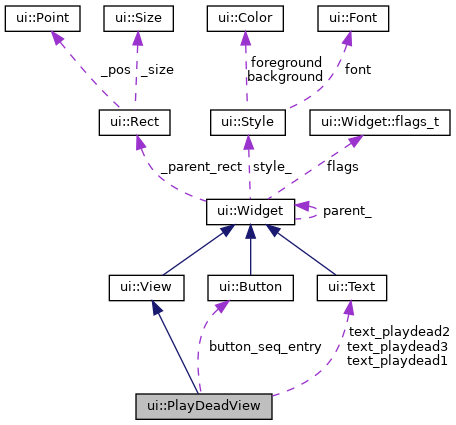 ui::Point
ui::Size
ui::Color
ui::Font
_pos
_size
foreground
background
font
ui::Rect
ui::Style
ui::Widget::flags_t
_parent_rect
style_
flags
ui::Widget
parent_
ui::View
ui::Button
ui::Text
button_seq_entry
text_playdead2
text_playdead3
text_playdead1
ui::PlayDeadView